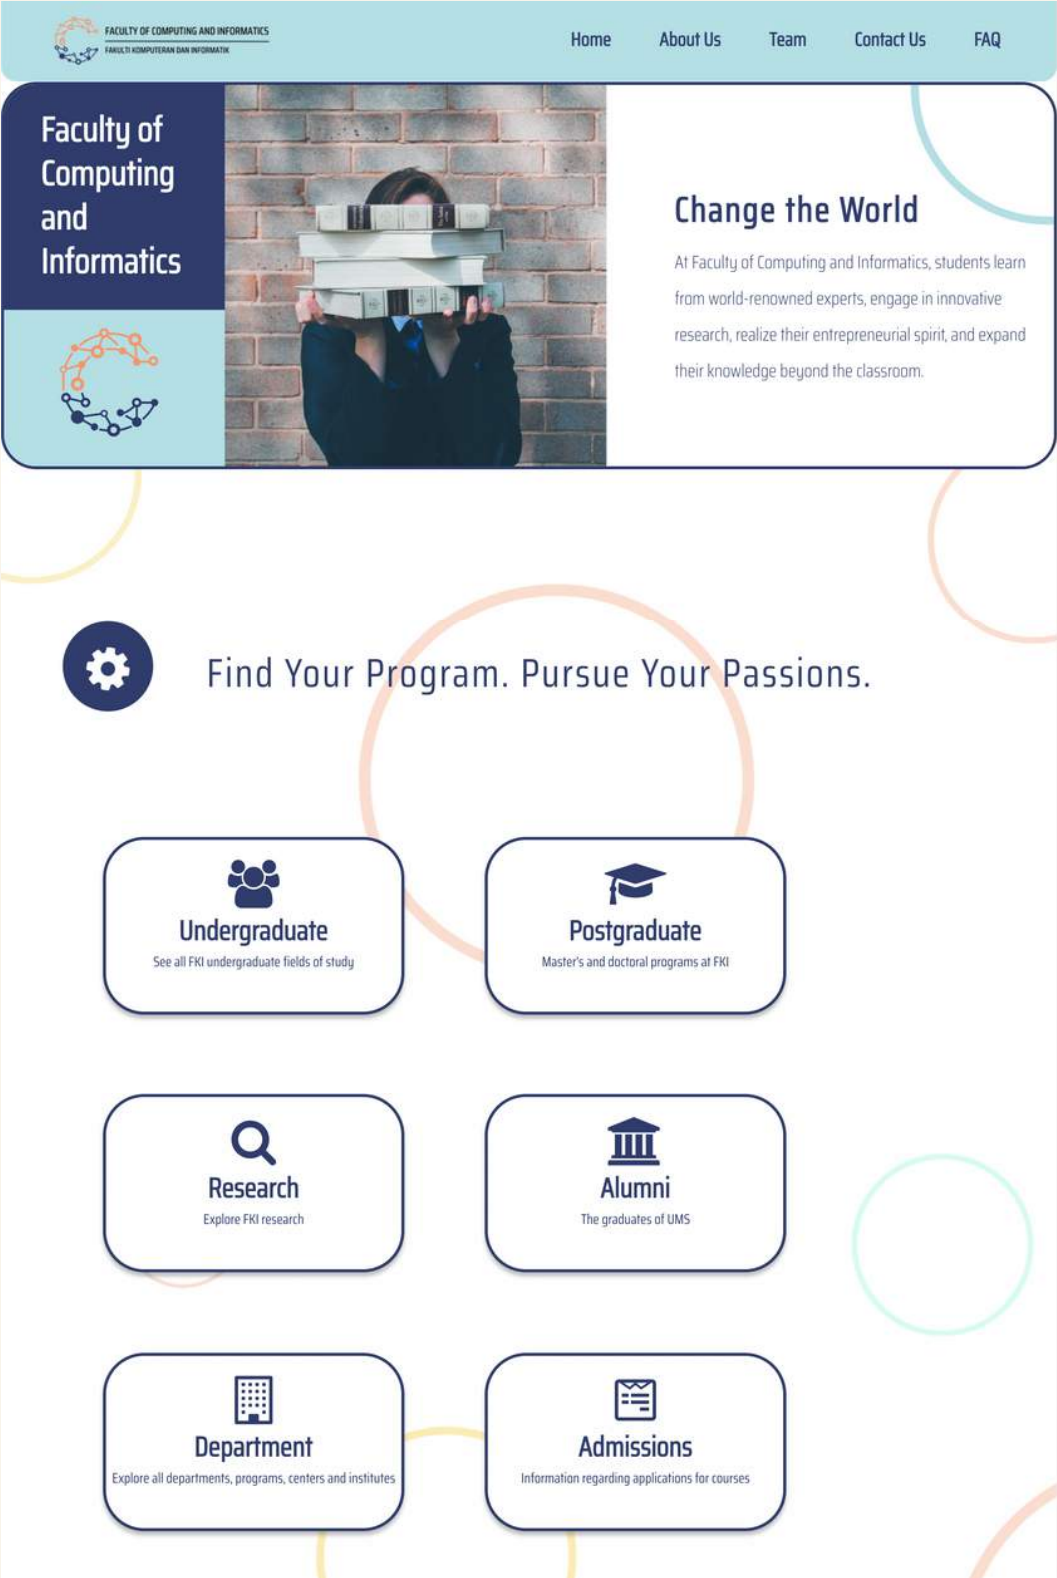 FACULTY OF COMPUTING AND INFORMATICS
FAKULTI KOMPUTERAN DAN INFORMATIK
Home
About Us
Team
Contact Us
FAQ
Faculty of
Computing
and
Informatics
Change the World
At Faculty of Computing and Informatics, students learn
from world-renowned experts, engage in innovative
research, realize their entrepreneurial spirit, and expand
their knowledge beyond the classroom.
Find Your Program. Pursue Your Passions.
Undergraduate
See all FKI undergraduate fields of study
Postgraduate
Master's and doctoral programs at FKI
Research
Explore FKI research
Alumni
The graduates of UMS
Department
Explore all departments, programs, centers and institutes
Admissions
Information regarding applications for courses